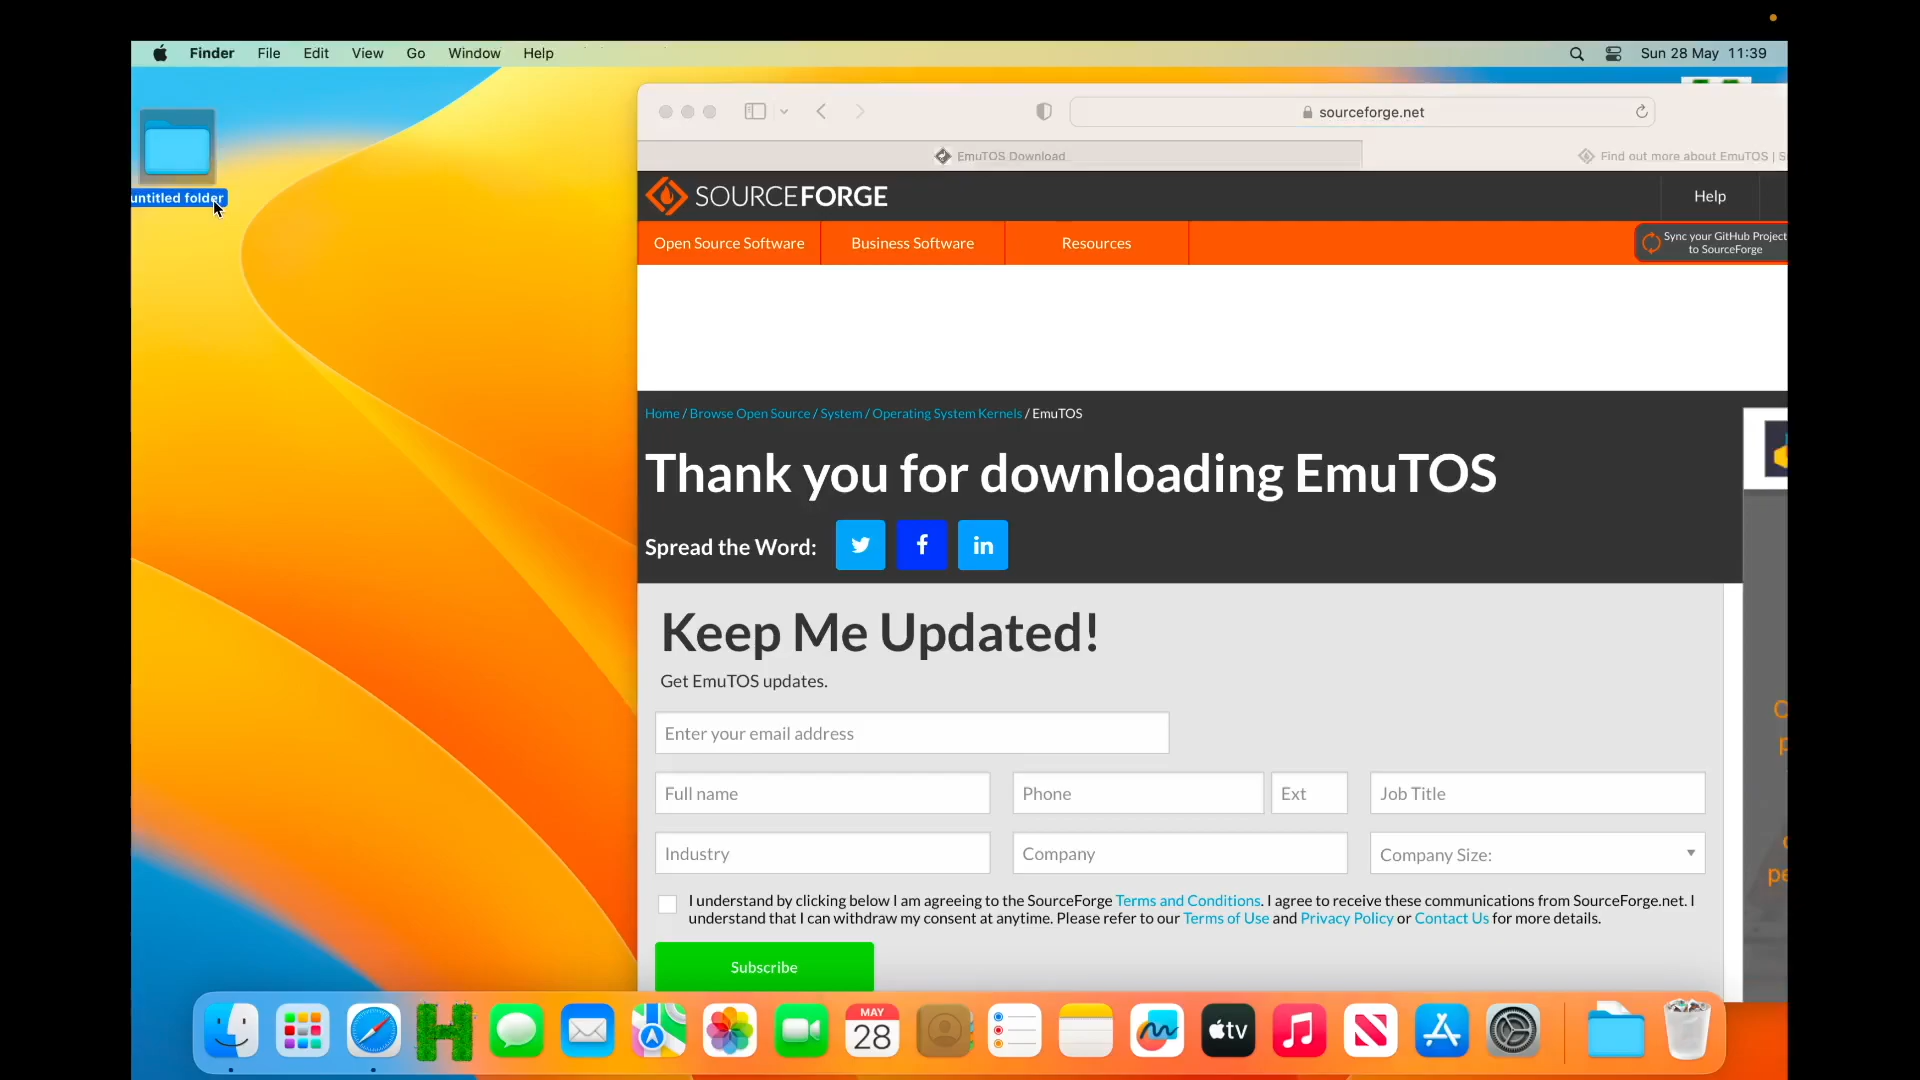 Finder File Edit View Go Window Help Sun 28 May 11:39
untitled folder
sourceforge.net
EmuTOS Download
Find out more about EmuTOS | S
SOURCEFORGE
Help
Open Source Software Business Software Resources
Sync your GitHub Project
to SourceForge
Home / Browse Open Source / System / Operating System Kernels / EmuTOS
Thank you for downloading EmuTOS
Spread the Word:
Keep Me Updated!
Get EmuTOS updates.
Enter your email address
Full name Phone Ext Job Title
Industry Company Company Size:
I understand by clicking below I am agreeing to the SourceForge Terms and Conditions. I agree to receive these communications from SourceForge.net. I
understand that I can withdraw my consent at anytime. Please refer to our Terms of Use and Privacy Policy or Contact Us for more details.
Subscribe
MAY
28
tv